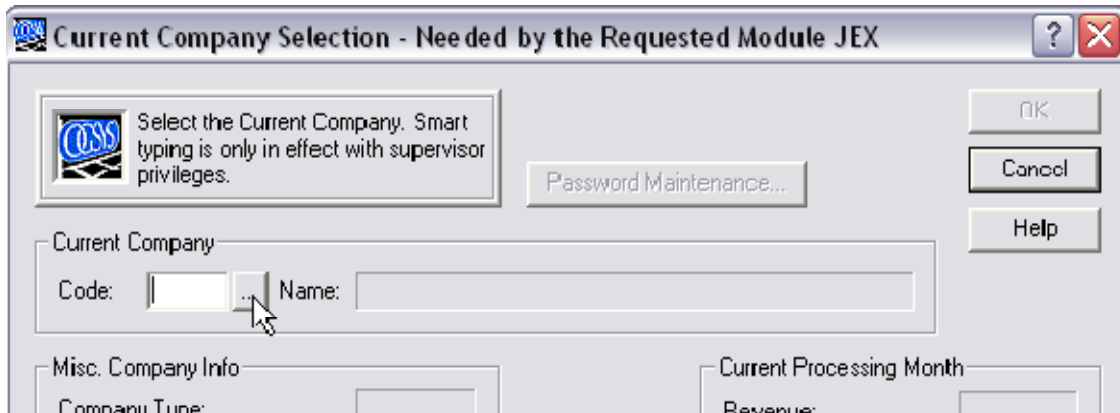 Current Company Selection - Needed by the Requested Module JEX
Select the Current Company. Smart
typing is only in effect with supervisor
privileges.
OK
Password Maintenance...
Cancel
Help
Current Company
Code:
...
Name:
Misc. Company Info
Current Processing Month
Company Type:
Revenue: